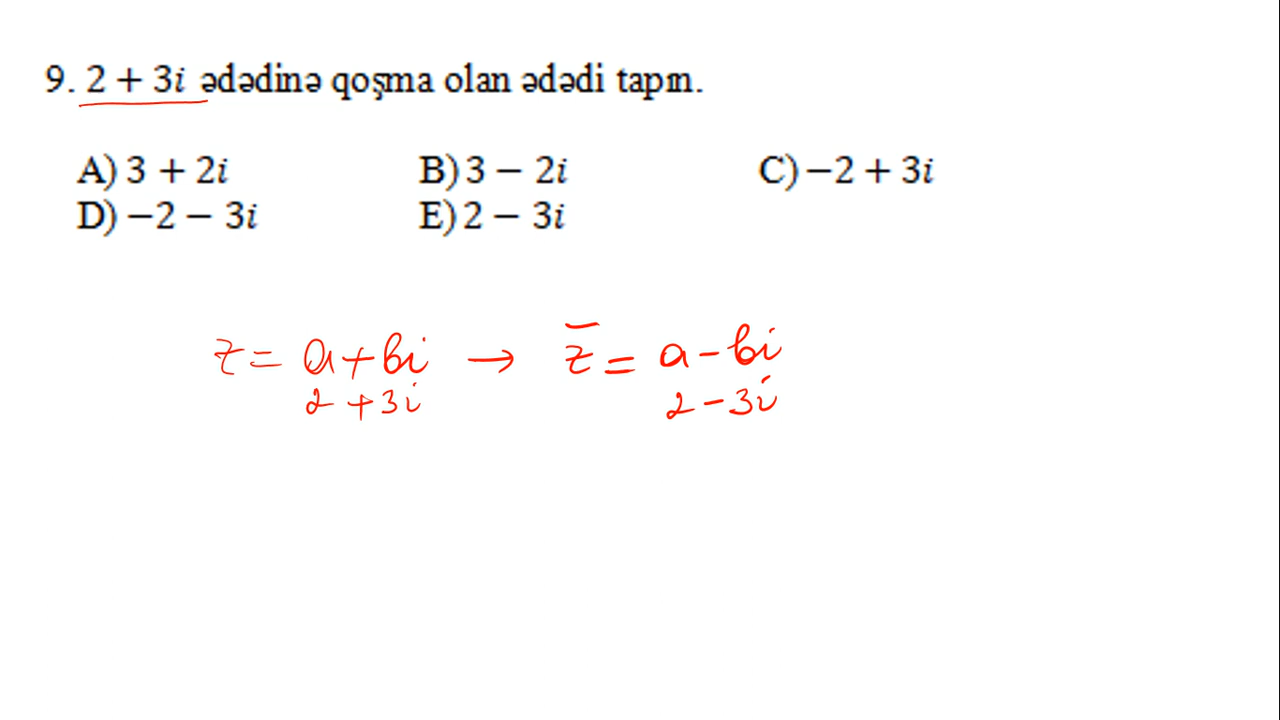 9. 2 + 3i ədədinə qoşma olan ədədi tapın.
A) 3 + 2i B) 3 − 2i C) −2 + 3i
D) −2 − 3i E) 2 − 3i
z = a + bi → z̄ = a − bi
2 + 3i 2 − 3i